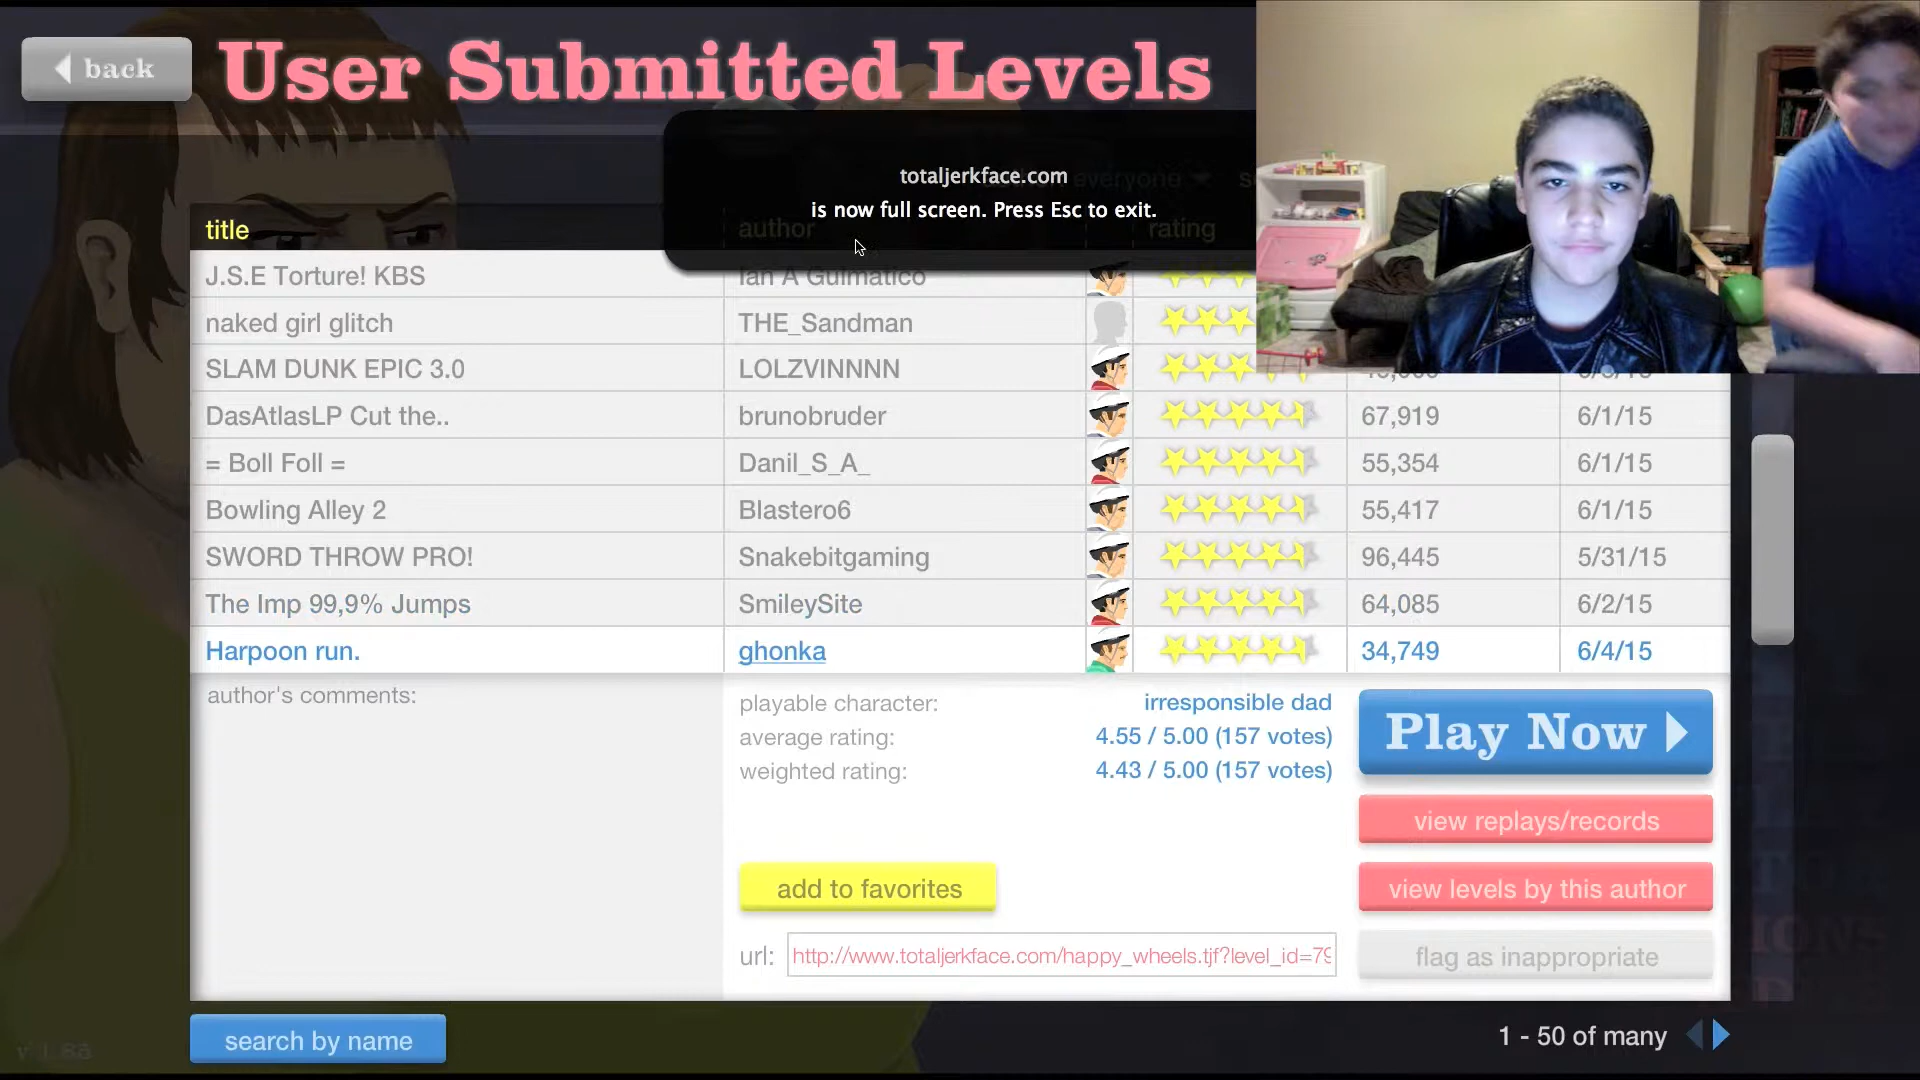 back
User Submitted Levels
totaljerkface.com
everyone
is now full screen. Press Esc to exit.
title author rating
J.S.E Torture! KBS Ian A Guimatico
naked girl glitch THE_Sandman
SLAM DUNK EPIC 3.0 LOLZVINNNN
DasAtlasLP Cut the.. brunobruder 67,919 6/1/15
= Boll Foll = Danil_S_A_ 55,354 6/1/15
Bowling Alley 2 Blastero6 55,417 6/1/15
SWORD THROW PRO! Snakebitgaming 96,445 5/31/15
The Imp 99,9% Jumps SmileySite 64,085 6/2/15
Harpoon run. ghonka 34,749 6/4/15
author's comments:
playable character: irresponsible dad
average rating: 4.55 / 5.00 (157 votes)
weighted rating: 4.43 / 5.00 (157 votes)
Play Now
view replays/records
add to favorites
view levels by this author
url: http://www.totaljerkface.com/happy_wheels.tjf?level_id=79
flag as inappropriate
search by name
1 - 50 of many